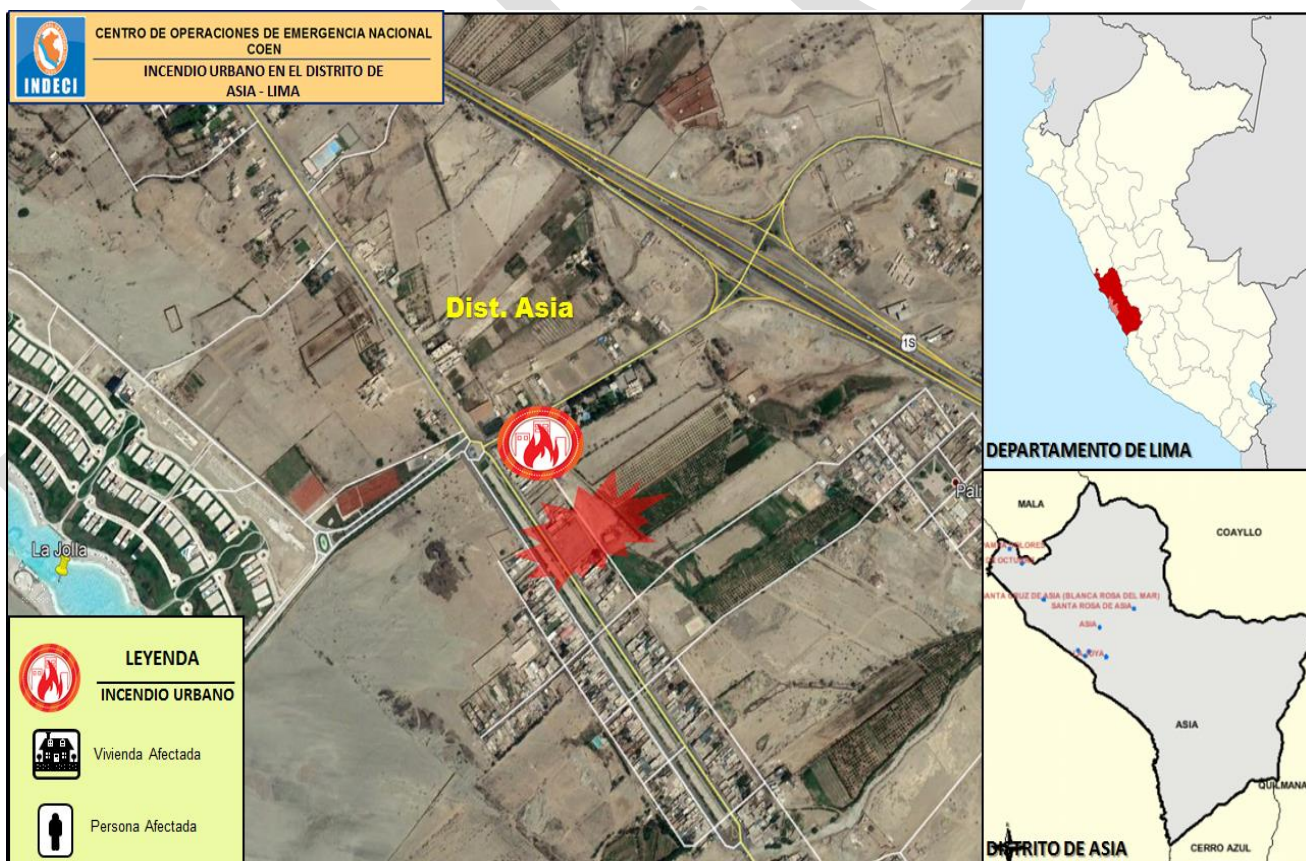 INDECI
CENTRO DE OPERACIONES DE EMERGENCIA NACIONAL
COEN
INCENDIO URBANO EN EL DISTRITO DE
ASIA - LIMA
Dist. Asia
1S
La Jolla
LEYENDA
INCENDIO URBANO
Vivienda Afectada
Persona Afectada
DEPARTAMENTO DE LIMA
MALA
COAYLLO
SANTA CRUZ DE ASIA (BLANCA ROSA DEL MAR)
SANTA ROSA DE ASIA
ASIA
ASIA
QUILMANA
CERRO AZUL
DISTRITO DE ASIA